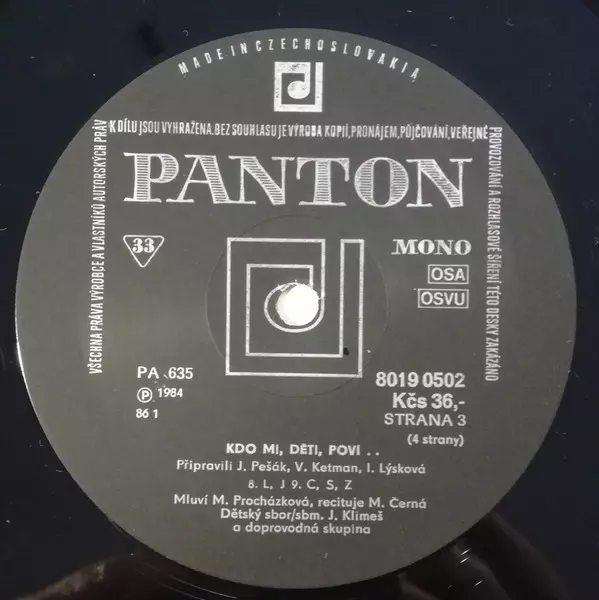 MADE IN CZECHOSLOVAKIA
VŠECHNA PRÁVA VÝROBCE A VLASTNÍKŮ AUTORSKÝCH PRÁV
K DÍLU JSOU VYHRAŽENA. BEZ SOUHLASU JE VÝROBA KOPIÍ, PRONÁJEM, PŮJČOVÁNÍ, VEŘEJNÉ
PROVOZOVÁNÍ A ROZHLASOVÉ ŠÍŘENÍ TÉTO DESKY ZAKÁZÁNO
PANTON
33
MONO
OSA
OSVU
PA 635
Ⓟ 1984
86 1
8019 0502
Kčs 36,-
STRANA 3
(4 strany)
KDO MI, DĚTI, POVÍ . .
Připravili J. Pešák, V. Ketman, I. Lýsková
8. L, J 9. C, S, Z
Mluví M. Procházková, recituje M. Černá
Dětský sbor/sbm. J. Klimeš
a doprovodná skupina